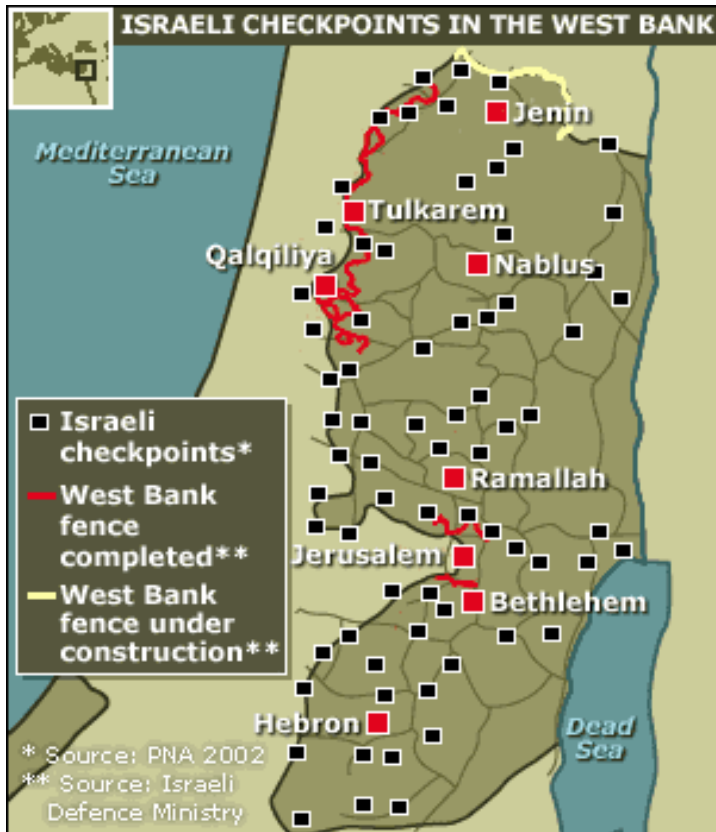 ISRAELI CHECKPOINTS IN THE WEST BANK
Mediterranean
Sea
Jenin
Tulkarem
Qalqiliya
Nablus
Israeli
checkpoints*
West Bank
fence
completed**
West Bank
fence under
construction**
Ramallah
Jerusalem
Bethlehem
Hebron
Dead
Sea
* Source: PNA 2002
** Source: Israeli
Defence Ministry